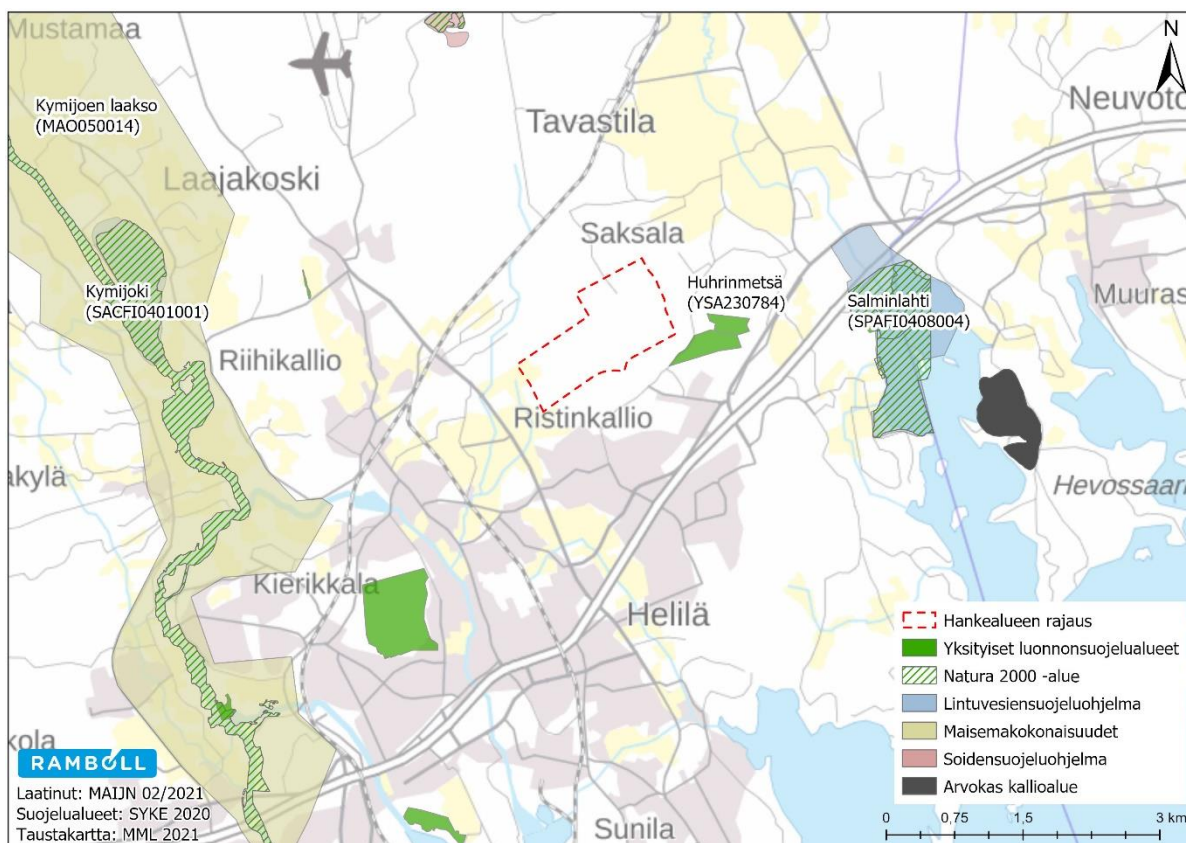 Mustamaa
N
Neuvoto
Kymijoen laakso
(MAO050014)
Tavastila
Laajakoski
Saksala
Kymijoki
(SACFI0401001)
Huhrinmetsä
(YSA230784)
Salminlahti
(SPAFI0408004)
Muuras
Riihikallio
Ristinkallio
akylä
Hevossaari
Kierikkala
Helilä
kola
Sunila
Hankealueen rajaus
Yksityiset luonnonsuojelualueet
Natura 2000 -alue
Lintuvesiensuojeluohjelma
Maisemakokonaisuudet
Soidensuojeluohjelma
Arvokas kallioalue
0 0,75 1,5 3 km
RAMBOLL
Laatinut: MAIJN 02/2021
Suojelualueet: SYKE 2020
Taustakartta: MML 2021